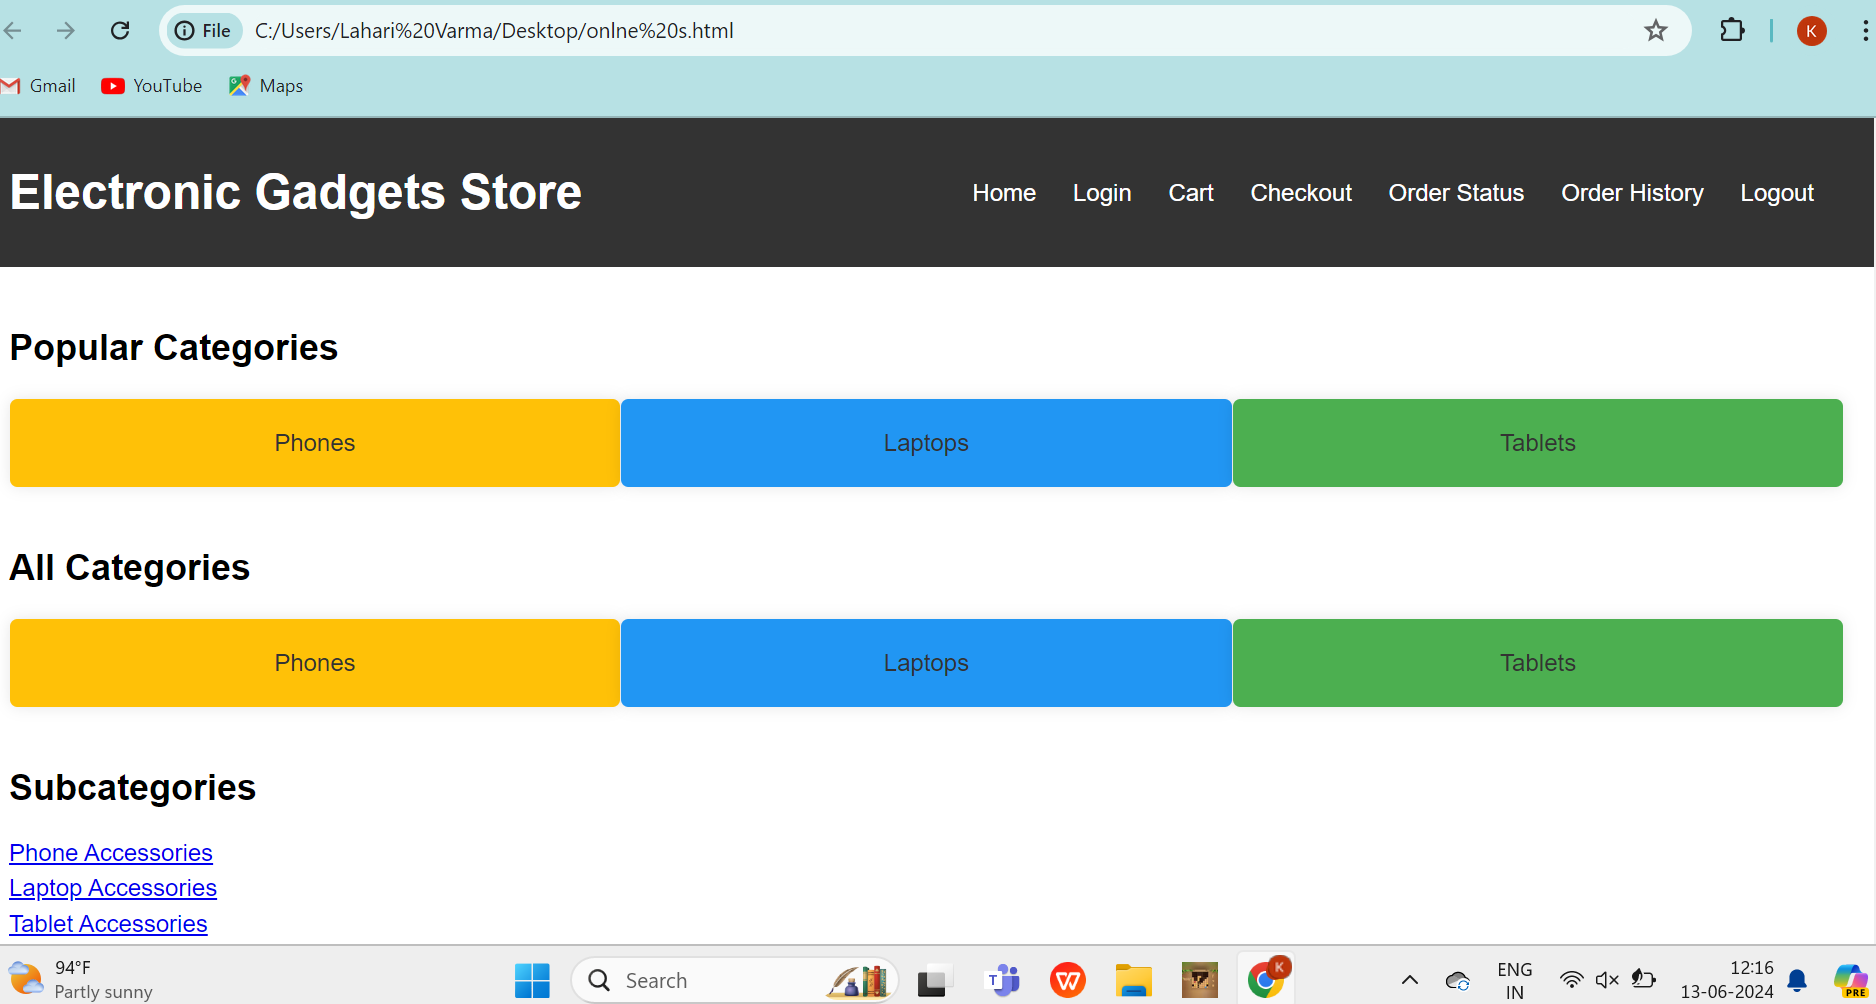 File C:/Users/Lahari%20Varma/Desktop/onlne%20s.html K
Gmail YouTube Maps
Electronic Gadgets Store Home Login Cart Checkout Order Status Order History Logout
Popular Categories
Phones Laptops Tablets
All Categories
Phones Laptops Tablets
Subcategories
Phone Accessories
Laptop Accessories
Tablet Accessories
94°F
Partly sunny
Search
T
W
K
ENG
IN
12:16
13-06-2024
PRE